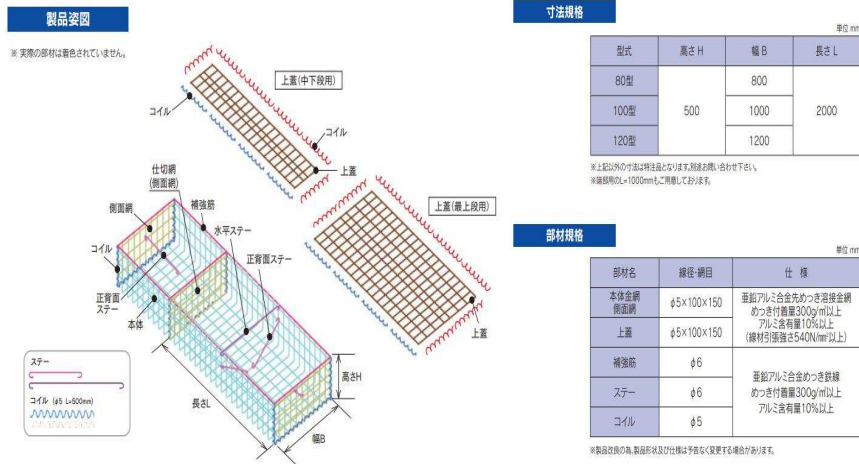 製品姿図
※ 実際の部材は着色されていません。
上蓋(中下段用)
コイル
コイル
上蓋
仕切網
(側面網)
補強筋
側面網
水平ステー
正背面ステー
上蓋(最上段用)
コイル
正背面
ステー
本体
上蓋
高さH
長さL
幅B
ステー
コイル (φ5 L=500mm)
寸法規格
単位 mm
型式 高さ H 幅 B 長さ L
80型 500 800 2000
100型 1000
120型 1200
※上記以外の寸法は特注品となります。別途お問い合わせ下さい。
※端部用のL=1000mmもご用意しております。
部材規格
単位 mm
部材名 線径・網目 仕 様
本体金網
側面網 φ5×100×150
上蓋 φ5×100×150
亜鉛アルミ合金先めっき溶接金網
めっき付着量300g/㎡以上
アルミ含有量10%以上
(線材引張強さ540N/mm²以上)
補強筋 φ6
ステー φ6
コイル φ5
亜鉛アルミ合金めっき鉄線
めっき付着量300g/㎡以上
アルミ含有量10%以上
※製品改良の為、製品形状及び仕様は予告なく変更する場合があります。